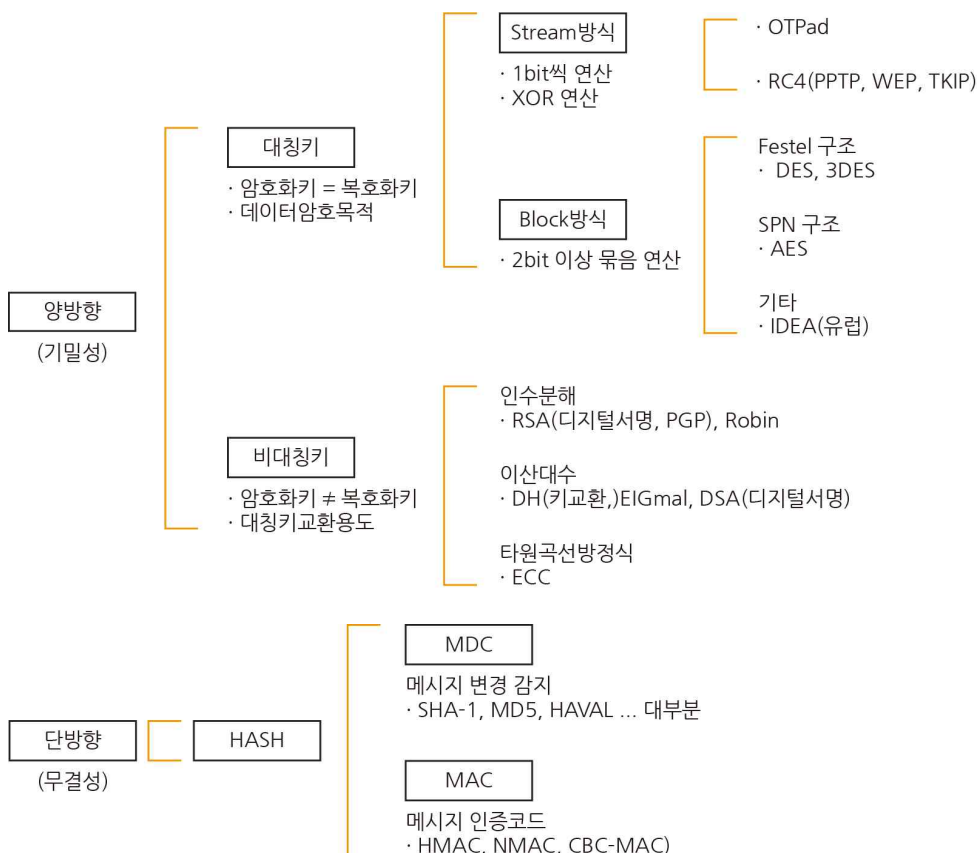 양방향
(기밀성)
대칭키
· 암호화키 = 복호화키
· 데이터암호목적
Stream방식
· 1bit씩 연산
· XOR 연산
· OTPad
· RC4(PPTP, WEP, TKIP)
Block방식
· 2bit 이상 묶음 연산
Festel 구조
· DES, 3DES
SPN 구조
· AES
기타
· IDEA(유럽)
비대칭키
· 암호화키 ≠ 복호화키
· 대칭키교환용도
인수분해
· RSA(디지털서명, PGP), Robin
이산대수
· DH(키교환,)EIGmal, DSA(디지털서명)
타원곡선방정식
· ECC
단방향
(무결성)
HASH
MDC
메시지 변경 감지
· SHA-1, MD5, HAVAL ... 대부분
MAC
메시지 인증코드
· HMAC, NMAC, CBC-MAC)